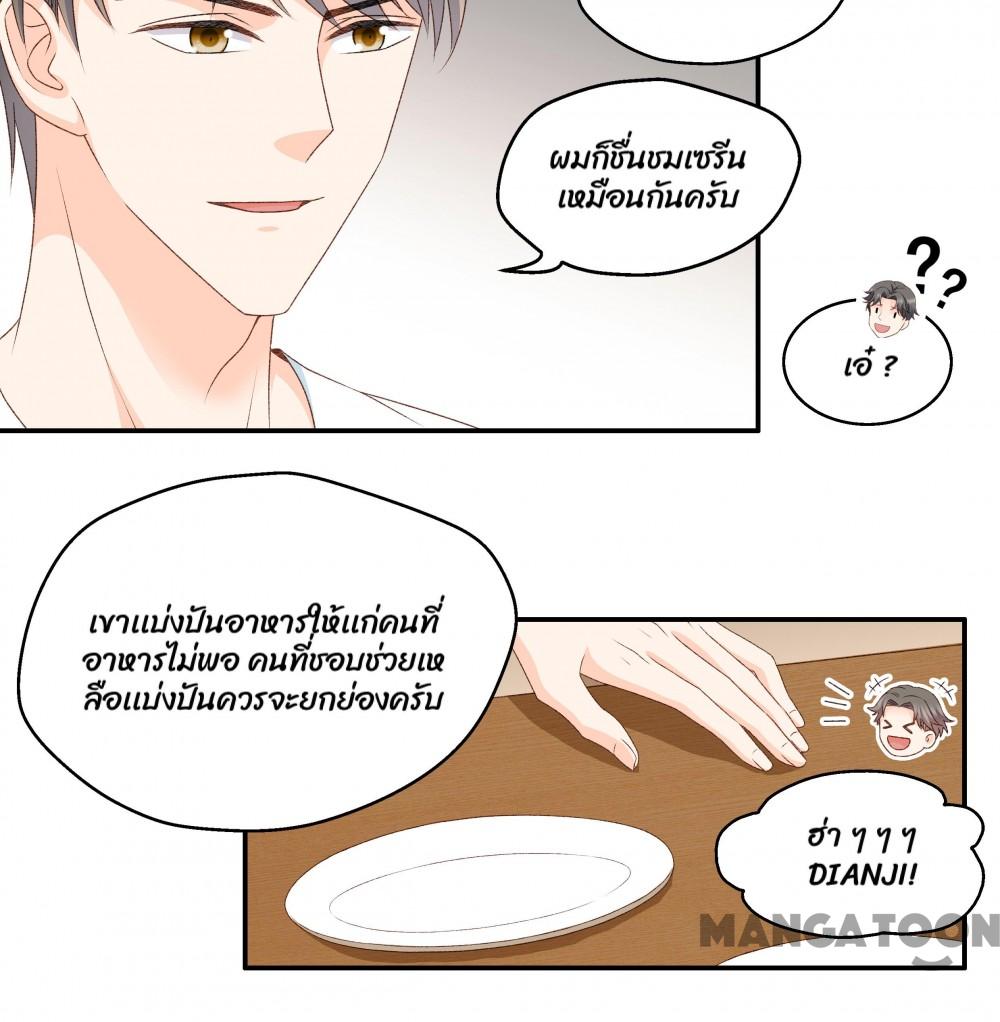 ผมก็ชื่นชมเซรีน
เหมือนกันครับ
? ? ?
เอ๋ ?
เขาแบ่งปันอาหารให้แก่คนที่
อาหารไม่พอ คนที่ชอบช่วยเห
ลือแบ่งปันควรจะยกย่องครับ
ฮ่า ๆ ๆ ๆ
DIANJI!
MANGATOON